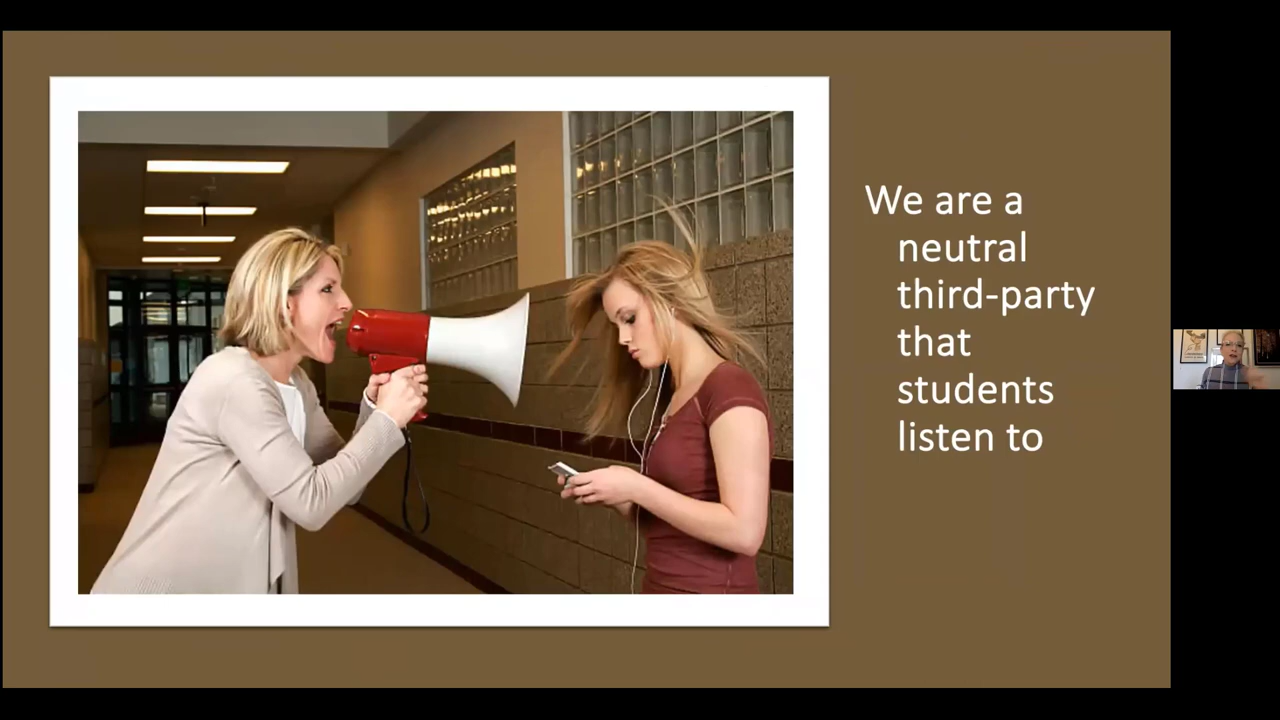 We are a
neutral
third-party
that
students
listen to